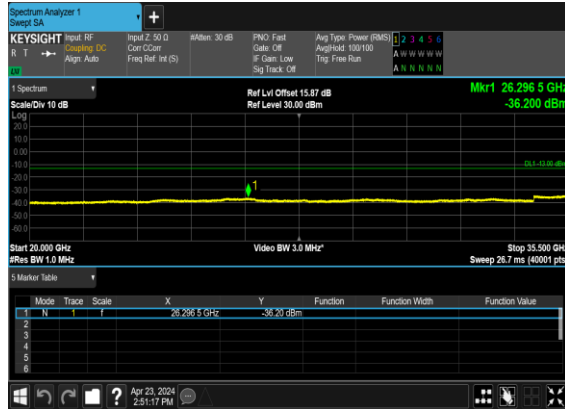 Spectrum Analyzer 1
Swept SA
+
KEYSIGHT Input: RF Input Z: 50 Ω #Atten: 30 dB PNO: Fast Avg Type: Power (RMS) 1 2 3 4 5 6
R T Coupling: DC Corr CCorr Gate: Off Avg|Hold: 100/100 A W W W W W
Align: Auto Freq Ref: Int (S) IF Gain: Low Trig: Free Run
Sig Track: Off A N N N N N
1 Spectrum Ref Lvl Offset 15.87 dB Mkr1 26.296 5 GHz
Scale/Div 10 dB Ref Level 30.00 dBm -36.200 dBm
Log
20.0
10.0
0.00
-10.0 DL1 -13.00 dBm
-20.0
-30.0 1
-40.0
-50.0
-60.0
Start 20.000 GHz Video BW 3.0 MHz* Stop 35.500 GHz
#Res BW 1.0 MHz Sweep 26.7 ms (40001 pts)
5 Marker Table
Mode Trace Scale X Y Function Function Width Function Value
1 N 1 f 26.296 5 GHz -36.20 dBm
2
3
4
5
6
? Apr 23, 2024
2:51:17 PM